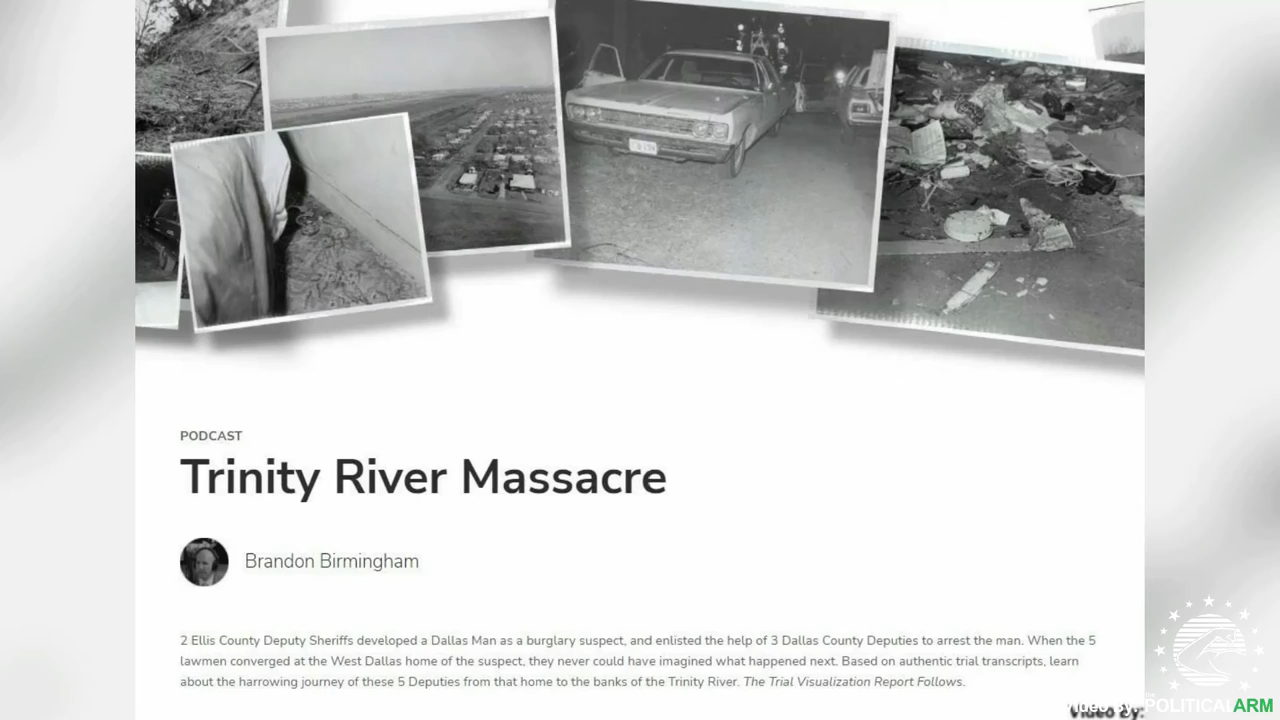 PODCAST
Trinity River Massacre
Brandon Birmingham
2 Ellis County Deputy Sheriffs developed a Dallas Man as a burglary suspect, and enlisted the help of 3 Dallas County Deputies to arrest the man. When the 5
lawmen converged at the West Dallas home of the suspect, they never could have imagined what happened next. Based on authentic trial transcripts, learn
about the harrowing journey of these 5 Deputies from that home to the banks of the Trinity River. The Trial Visualization Report Follows.
Video By: the POLITICALARM